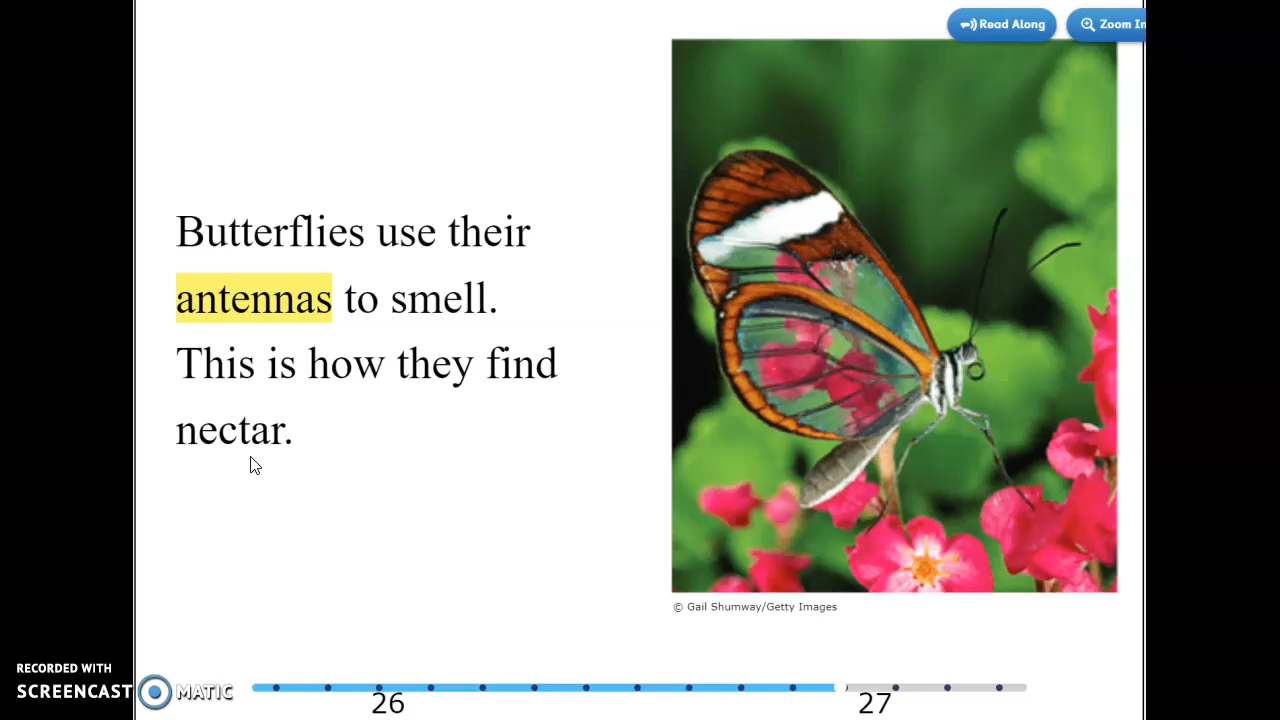 Read Along
Zoom In
Butterflies use their
antennas to smell.
This is how they find
nectar.
© Gail Shumway/Getty Images
RECORDED WITH
SCREENCAST MATIC
26
27